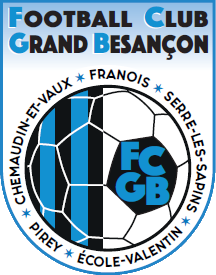 FOOTBALL CLUB
GRAND BESANÇON
CHEMAUDIN-ET-VAUX ★ FRANOIS ★ SERRE-LES-SAPINS ★
PIREY ★ ÉCOLE-VALENTIN ★
FC
GB